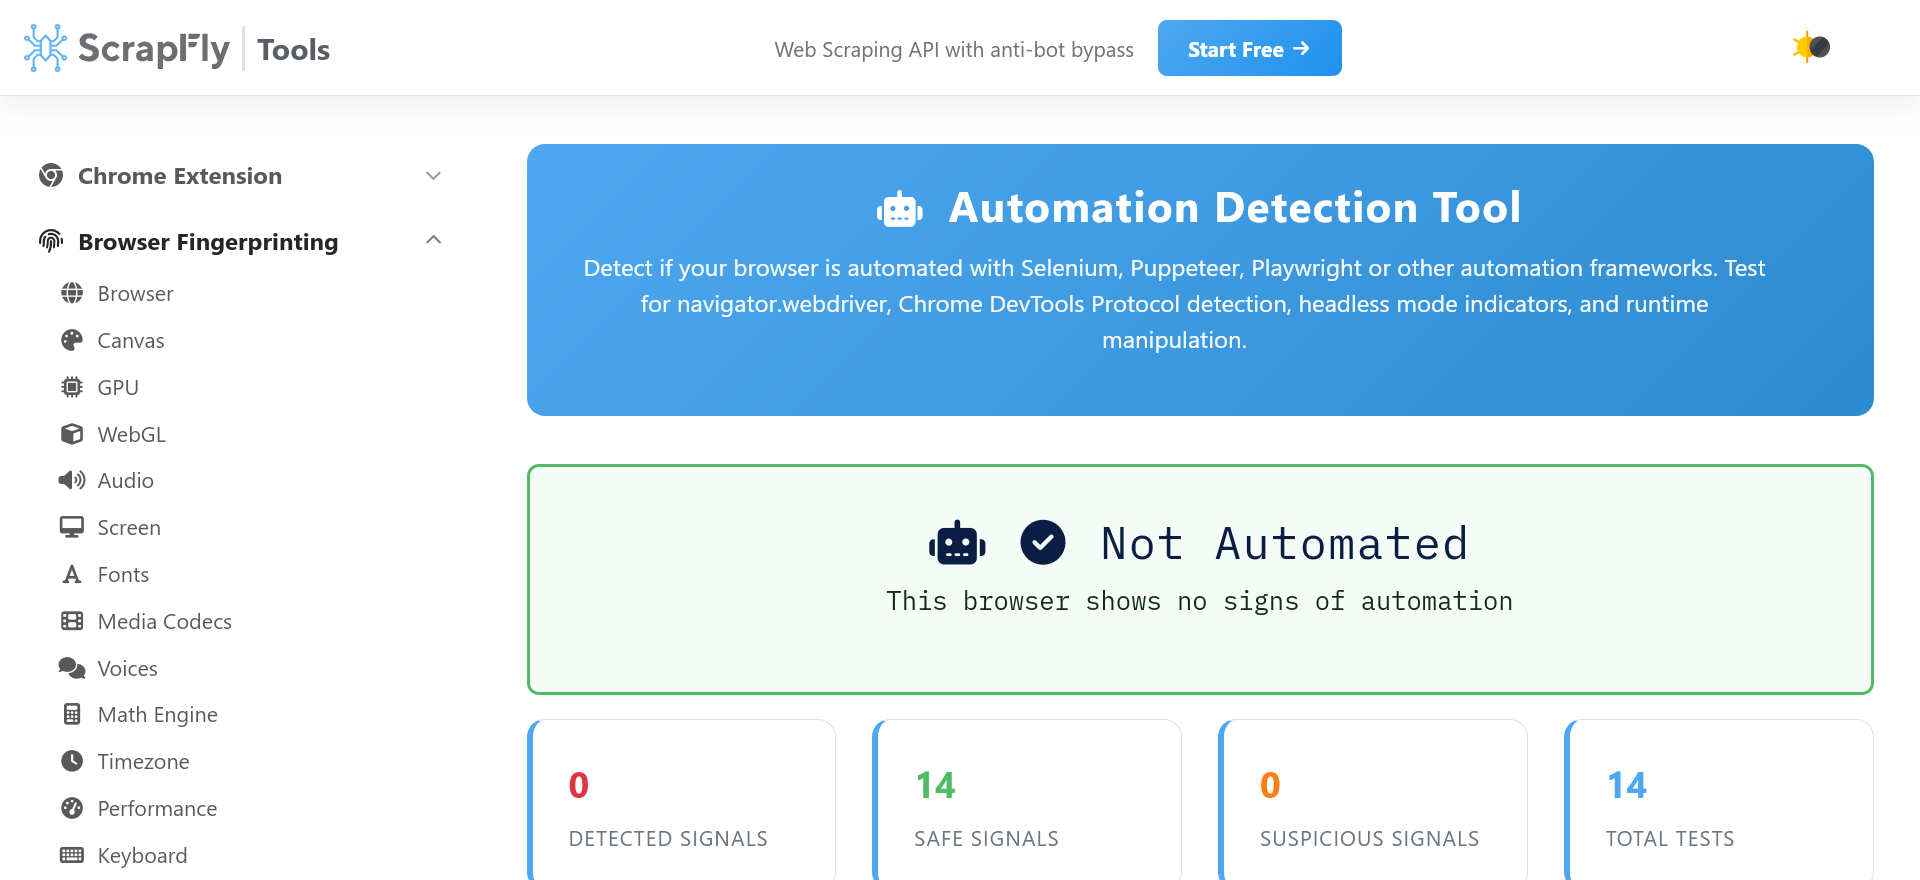 ScrapFly Tools
Web Scraping API with anti-bot bypass
Start Free
Chrome Extension
Browser Fingerprinting
Browser
Canvas
GPU
WebGL
Audio
Screen
Fonts
Media Codecs
Voices
Math Engine
Timezone
Performance
Keyboard
Automation Detection Tool
Detect if your browser is automated with Selenium, Puppeteer, Playwright or other automation frameworks. Test
for navigator.webdriver, Chrome DevTools Protocol detection, headless mode indicators, and runtime
manipulation.
Not Automated
This browser shows no signs of automation
0
DETECTED SIGNALS
14
SAFE SIGNALS
0
SUSPICIOUS SIGNALS
14
TOTAL TESTS